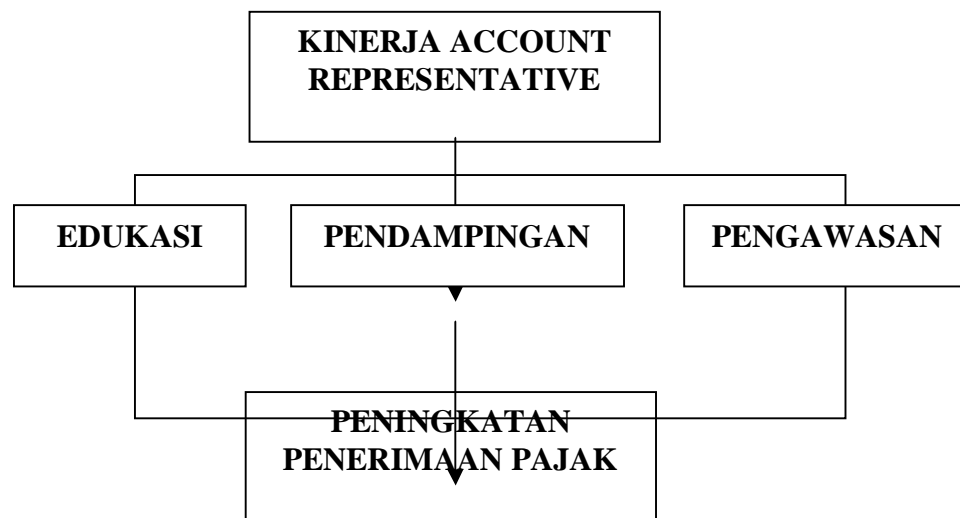 KINERJA ACCOUNT
REPRESENTATIVE
EDUKASI
PENDAMPINGAN
PENGAWASAN
PENINGKATAN
PENERIMAAN PAJAK